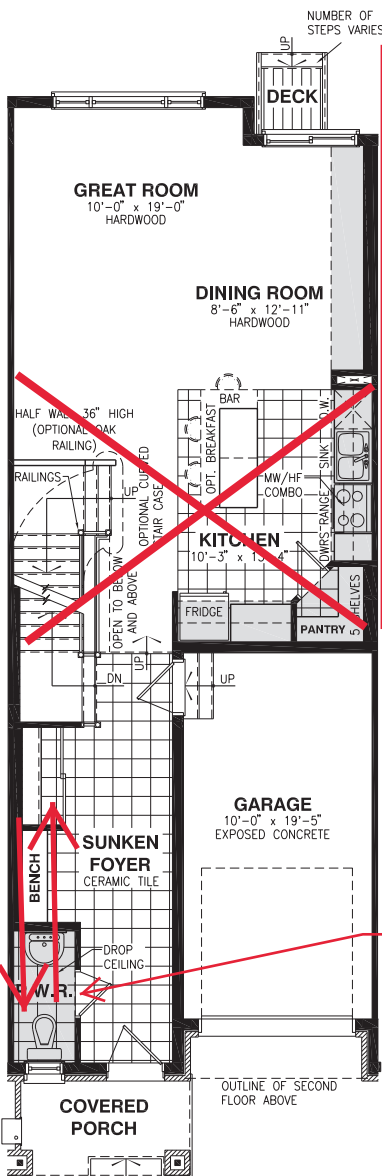 NUMBER OF
STEPS VARIES
UP
DECK
GREAT ROOM
10'-0" x 19'-0"
HARDWOOD
DINING ROOM
8'-6" x 12'-11"
HARDWOOD
HALF WALL 36" HIGH
(OPTIONAL OAK
RAILING)
RAILINGS
UP
OPTIONAL CURVED
STAIR CASE
OPEN TO BELOW
AND ABOVE
BAR
OPT. BREAKFAST
MW/HF
COMBO
D.W.
SINK
RANGE
DWRS
KITCHEN
10'-3" x
FRIDGE
PANTRY
5 SHELVES
UP
DN
UP
GARAGE
10'-0" x 19'-5"
EXPOSED CONCRETE
SUNKEN
FOYER
CERAMIC TILE
BENCH
DROP
CEILING
P.W.R.
OUTLINE OF SECOND
FLOOR ABOVE
COVERED
PORCH